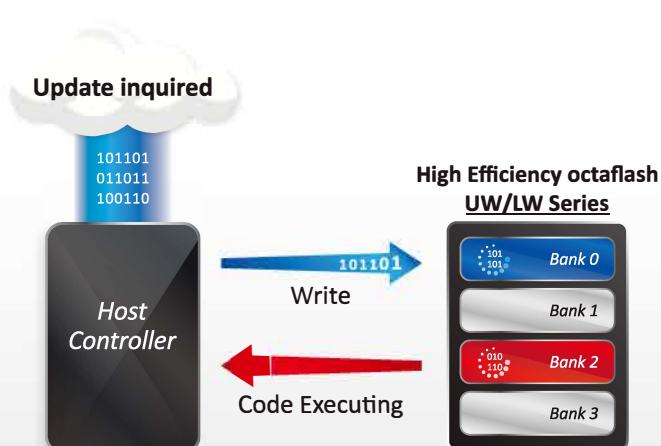 Update inquired
101101
011011
100110
High Efficiency octaflash
UW/LW Series
Host
Controller
101101
Write
Code Executing
101
101
Bank 0
Bank 1
010
110
Bank 2
Bank 3